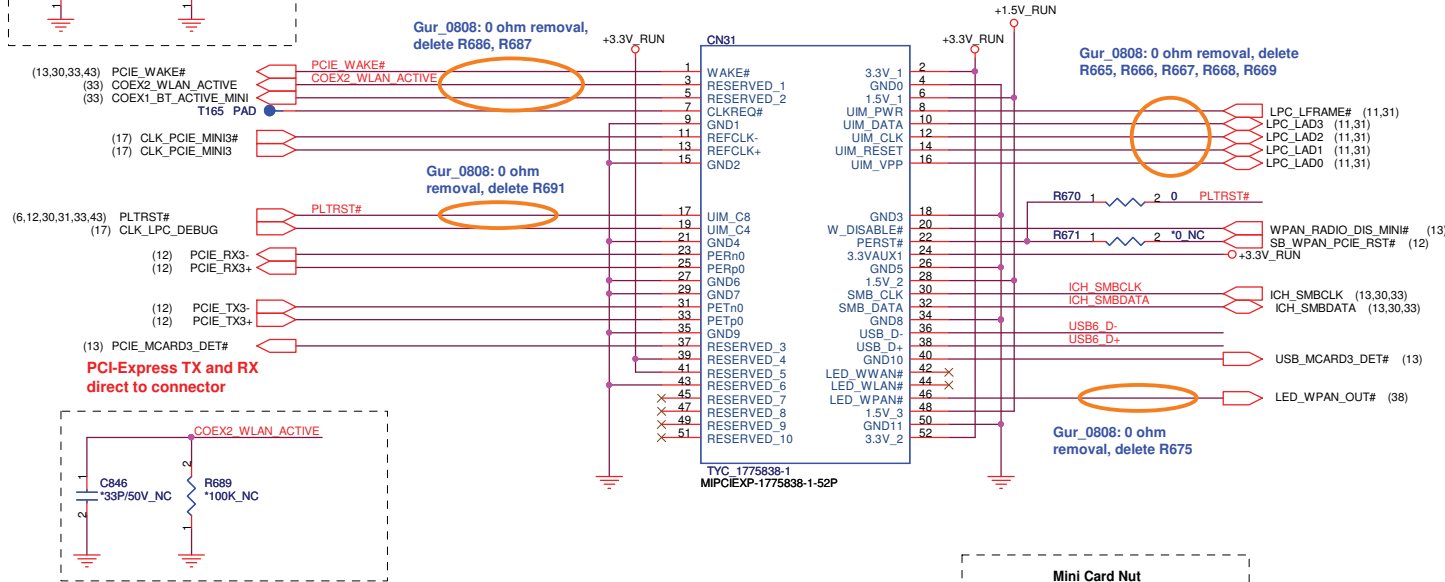 Gur_0808: 0 ohm removal,
delete R686, R687
+3.3V_RUN
CN31
+1.5V_RUN
+3.3V_RUN
Gur_0808: 0 ohm removal, delete
R665, R666, R667, R668, R669
(13,30,33,43) PCIE_WAKE# PCIE_WAKE# 1 WAKE#
(33) COEX2_WLAN_ACTIVE COEX2_WLAN_ACTIVE 3 RESERVED_1
(33) COEX1_BT_ACTIVE_MINI 5 RESERVED_2
T165 PAD 7 CLKREQ#
9 GND1
(17) CLK_PCIE_MINI3# 11 REFCLK-
(17) CLK_PCIE_MINI3 13 REFCLK+
15 GND2
Gur_0808: 0 ohm
removal, delete R691
(6,12,30,31,33,43) PLTRST# PLTRST# 17 UIM_C8
(17) CLK_LPC_DEBUG 19 UIM_C4
21 GND4
(12) PCIE_RX3- 23 PERn0
(12) PCIE_RX3+ 25 PERp0
27 GND6
29 GND7
(12) PCIE_TX3- 31 PETn0
(12) PCIE_TX3+ 33 PETp0
35 GND9
(13) PCIE_MCARD3_DET# 37 RESERVED_3
39 RESERVED_4
41 RESERVED_5
43 RESERVED_6
45 RESERVED_7
47 RESERVED_8
49 RESERVED_9
51 RESERVED_10
3.3V_1 2
GND0 4
1.5V_1 6
UIM_PWR 8 LPC_LFRAME# (11,31)
UIM_DATA 10 LPC_LAD3 (11,31)
UIM_CLK 12 LPC_LAD2 (11,31)
UIM_RESET 14 LPC_LAD1 (11,31)
UIM_VPP 16 LPC_LAD0 (11,31)
R670 1 2 0 PLTRST#
GND3 18
W_DISABLE# 20 WPAN_RADIO_DIS_MINI# (13)
PERST# 22 R671 1 2 *0_NC SB_WPAN_PCIE_RST# (12)
3.3VAUX1 24 +3.3V_RUN
GND5 26
1.5V_2 28
SMB_CLK 30 ICH_SMBCLK ICH_SMBCLK (13,30,33)
SMB_DATA 32 ICH_SMBDATA ICH_SMBDATA (13,30,33)
GND8 34
USB_D- 36 USB6_D-
USB_D+ 38 USB6_D+
GND10 40 USB_MCARD3_DET# (13)
LED_WWAN# 42
LED_WLAN# 44
LED_WPAN# 46 LED_WPAN_OUT# (38)
1.5V_3 48
GND11 50
3.3V_2 52
Gur_0808: 0 ohm
removal, delete R675
TYC_1775838-1
MIPCIEXP-1775838-1-52P
PCI-Express TX and RX
direct to connector
COEX2_WLAN_ACTIVE
1 C846 2
*33P/50V_NC
2 R689 1
*100K_NC
Mini Card Nut